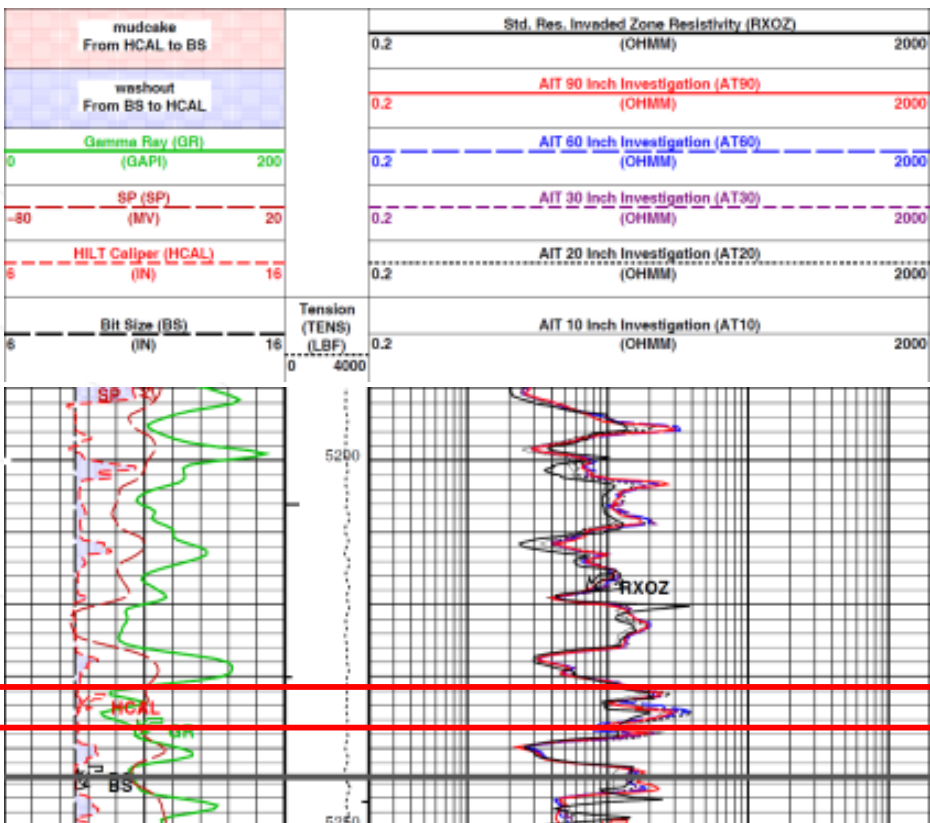 mudcake
From HCAL to BS
washout
From BS to HCAL
Gamma Ray (GR)
0 (GAPI) 200
SP (SP)
-80 (MV) 20
HILT Caliper (HCAL)
6 (IN) 16
Bit Size (BS)
6 (IN) 16
Tension
(TENS)
(LBF)
0 4000
Std. Res. Invaded Zone Resistivity (RXOZ)
0.2 (OHMM) 2000
AIT 90 Inch Investigation (AT90)
0.2 (OHMM) 2000
AIT 60 Inch Investigation (AT60)
0.2 (OHMM) 2000
AIT 30 Inch Investigation (AT30)
0.2 (OHMM) 2000
AIT 20 Inch Investigation (AT20)
0.2 (OHMM) 2000
AIT 10 Inch Investigation (AT10)
0.2 (OHMM) 2000
SP
5200
RXOZ
HCAL
GR
BS
5250